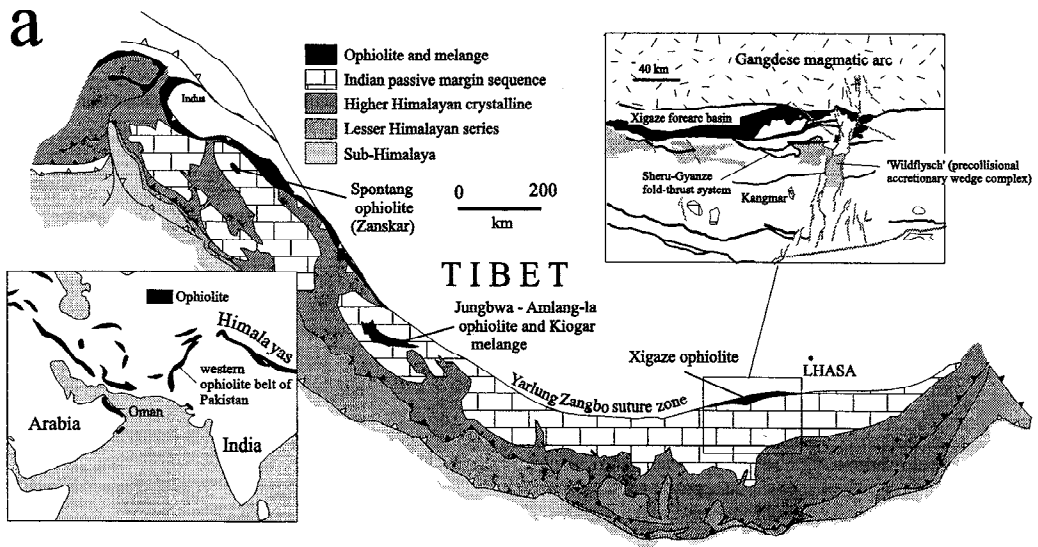 a
Ophiolite and melange
Indian passive margin sequence
Higher Himalayan crystalline
Lesser Himalayan series
Sub-Himalaya
Indus
Spontang
ophiolite
(Zanskar)
0 200
km
TIBET
Jungbwa - Amlang-la
ophiolite and Kiogar
melange
Xigaze ophiolite
LHASA
Yarlung Zangbo suture zone
Gangdese magmatic arc
40 km
Xigaze forearc basin
Sheru-Gyanze
fold-thrust system
Kangmar
'Wildflysch' (precollisional
accretionary wedge complex)
Ophiolite
Himalayas
western
ophiolite belt of
Pakistan
Oman
Arabia
India